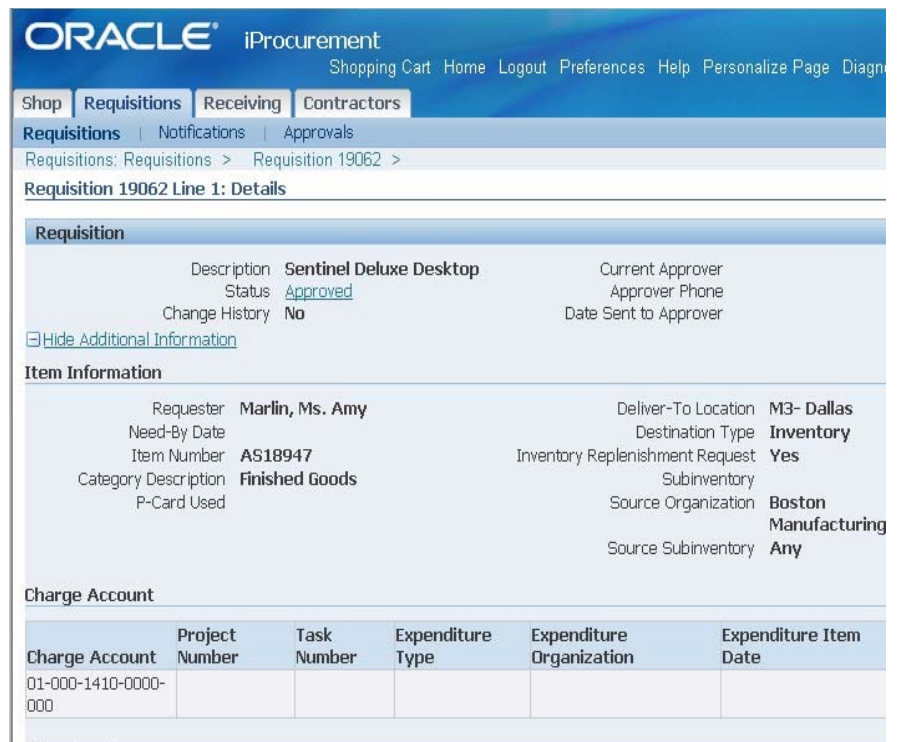 ORACLE® iProcurement
Shopping Cart Home Logout Preferences Help Personalize Page
Shop Requisitions Receiving Contractors
Requisitions | Notifications | Approvals
Requisitions: Requisitions > Requisition 19062 >
Requisition 19062 Line 1: Details
Requisition
Description Sentinel Deluxe Desktop
Status Approved
Change History No
Current Approver
Approver Phone
Date Sent to Approver
Hide Additional Information
Item Information
Requester Marlin, Ms. Amy
Need-By Date
Item Number AS18947
Category Description Finished Goods
P-Card Used
Deliver-To Location M3- Dallas
Destination Type Inventory
Inventory Replenishment Request Yes
Subinventory
Source Organization Boston
Manufacturing
Source Subinventory Any
Charge Account
Charge Account
Project
Number
Task
Number
Expenditure
Type
Expenditure
Organization
Expenditure Item
Date
01-000-1410-0000-
000